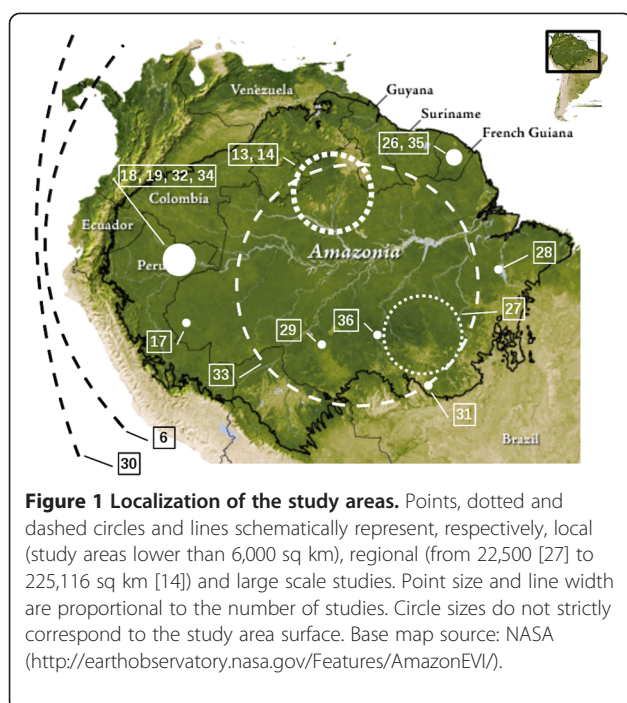 Venezuela
Guyana
Suriname
French Guiana
26, 35
13, 14
18, 19, 32, 34
Colombia
Ecuador
Amazonia
Peru
28
27
17
29
36
33
31
6
Brazil
30
Figure 1 Localization of the study areas. Points, dotted and
dashed circles and lines schematically represent, respectively, local
(study areas lower than 6,000 sq km), regional (from 22,500 [27] to
225,116 sq km [14]) and large scale studies. Point size and line width
are proportional to the number of studies. Circle sizes do not strictly
correspond to the study area surface. Base map source: NASA
(http://earthobservatory.nasa.gov/Features/AmazonEVI/).